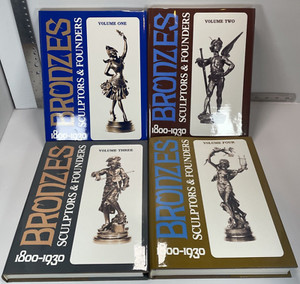 BRONZES
SCULPTORS & FOUNDERS
1800-1930
VOLUME ONE
BRONZES
SCULPTORS & FOUNDERS
1800-1930
VOLUME TWO
BRONZES
SCULPTORS & FOUNDERS
1800-1930
VOLUME THREE
BRONZES
SCULPTORS & FOUNDERS
1800-1930
VOLUME FOUR